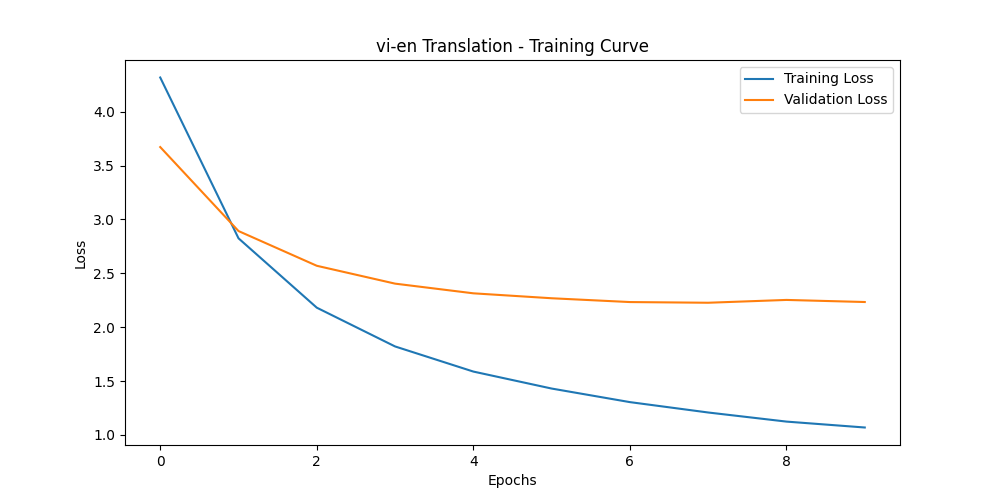 vi-en Translation - Training Curve
Training Loss
Validation Loss
4.0
3.5
3.0
2.5
2.0
1.5
1.0
Loss
0
2
4
6
8
Epochs